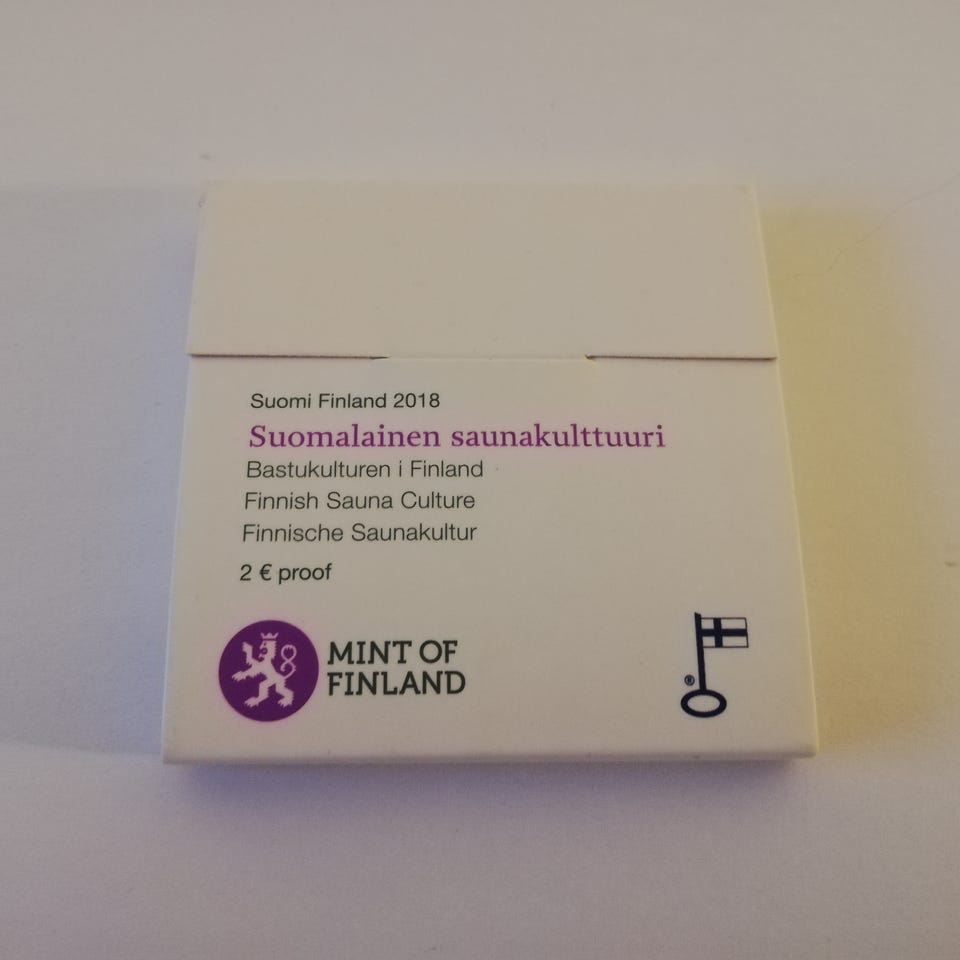 Suomi Finland 2018
Suomalainen saunakulttuuri
Bastukulturen i Finland
Finnish Sauna Culture
Finnische Saunakultur
2 € proof
MINT OF
FINLAND
®